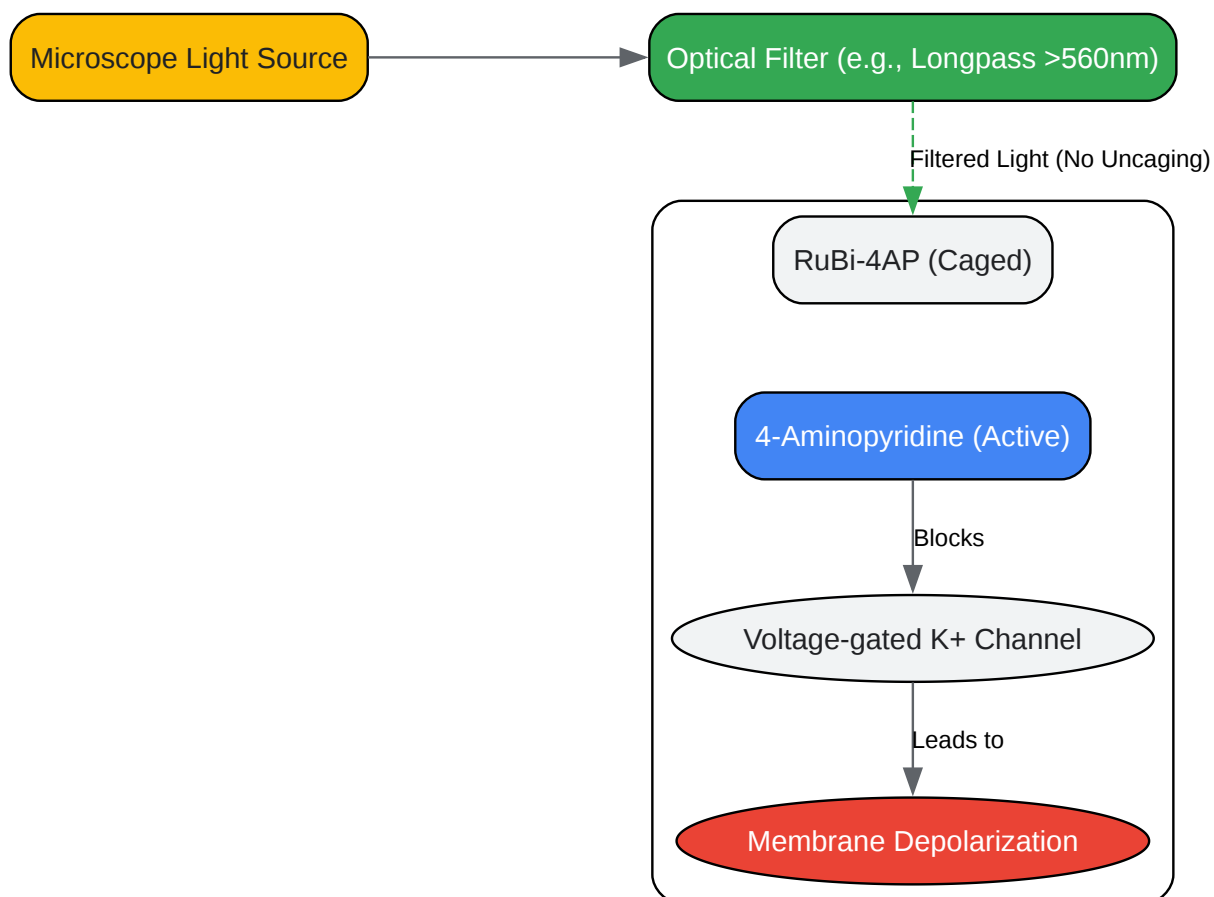 Microscope Light Source
Optical Filter (e.g., Longpass >560nm)
Filtered Light (No Uncaging)
RuBi-4AP (Caged)
4-Aminopyridine (Active)
Blocks
Voltage-gated K+ Channel
Leads to
Membrane Depolarization